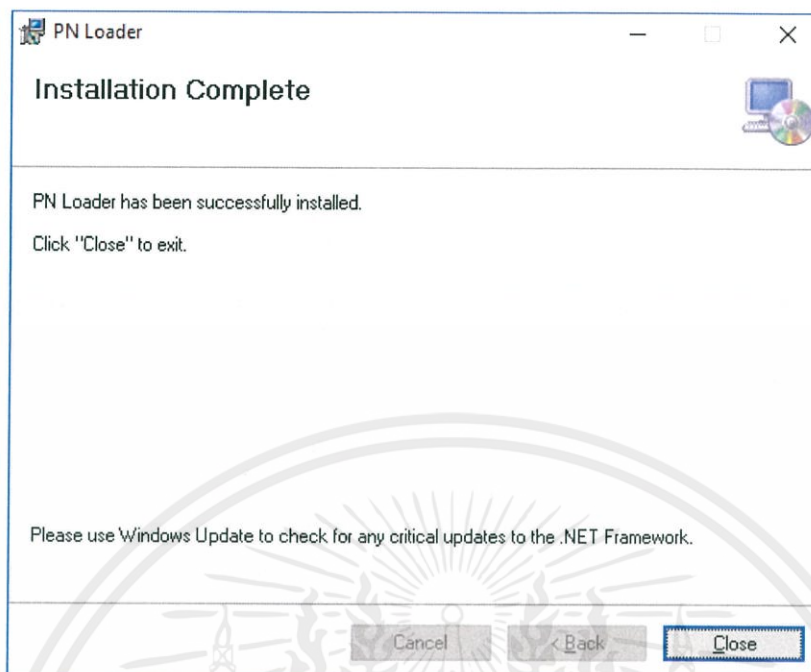 PN Loader
Installation Complete
PN Loader has been successfully installed.
Click "Close" to exit.
Please use Windows Update to check for any critical updates to the .NET Framework.
Cancel
< Back
Close